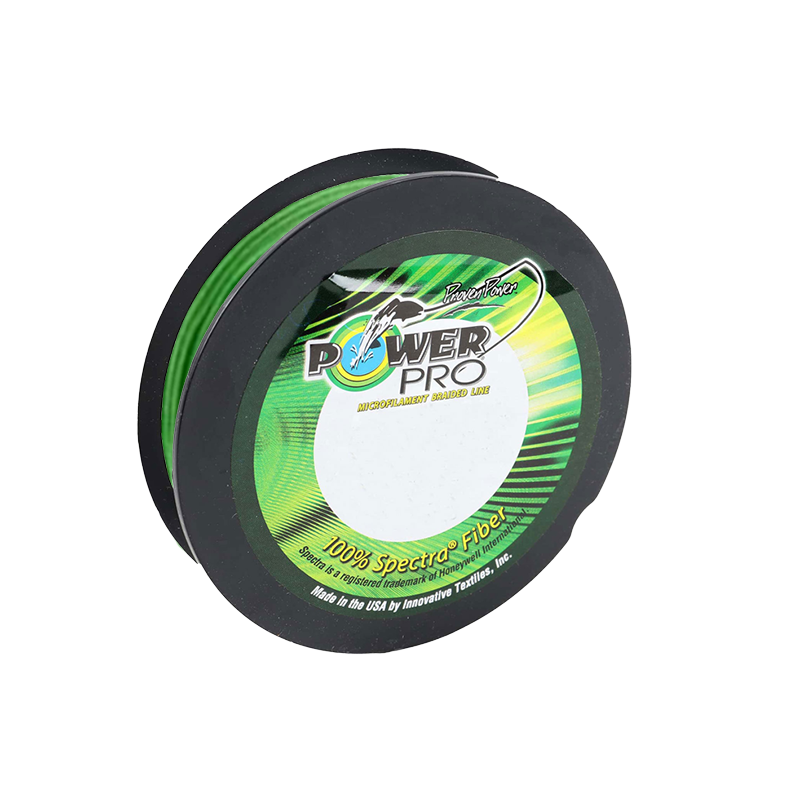 Proven Power
POWER
PRO
MICROFILAMENT BRAIDED LINE
100% Spectra® Fiber
Spectra is a registered trademark of Honeywell International.
Made in the USA by Innovative Textiles, Inc.